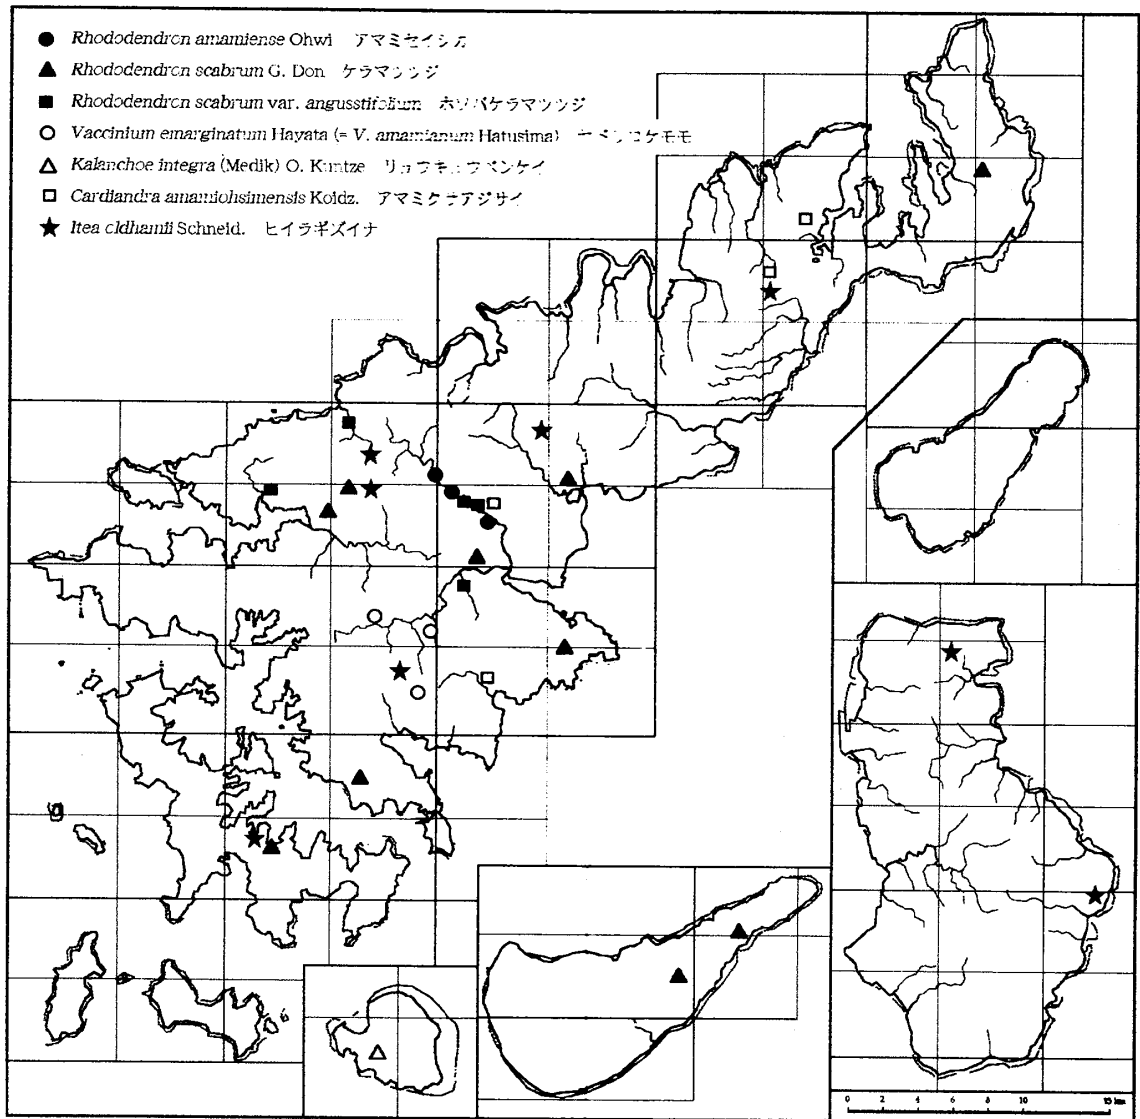 Rhododendron amamiense Ohwi アマミセイシカ
Rhododendron scabrum G. Don ケラマツツジ
Rhododendron scabrum var. angusstifolium ホソバケラマツツジ
Vaccinium emarginatum Hayata (= V. amamianum Hatusima)
Kalanchoe integra (Medik) O. Kuntze リュウキュウベンケイ
Cardiandra amamiohsimensis Koidz. アマミクサアジサイ
Itea oldhamii Schneid. ヒイラギズイナ
0 2 5 10 15 km